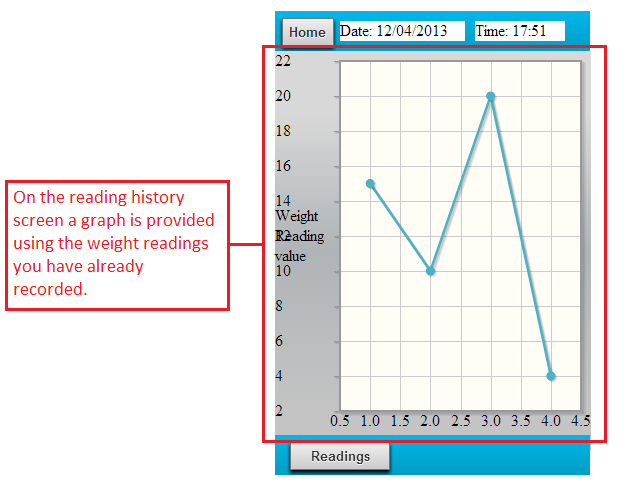 Home
Date: 12/04/2013
Time: 17:51
On the reading history
screen a graph is provided
using the weight readings
you have already
recorded.
22
20
18
16
14
Weight
12
Reading
value
10
8
6
4
2
0.5 1.0 1.5 2.0 2.5 3.0 3.5 4.0 4.5
Readings